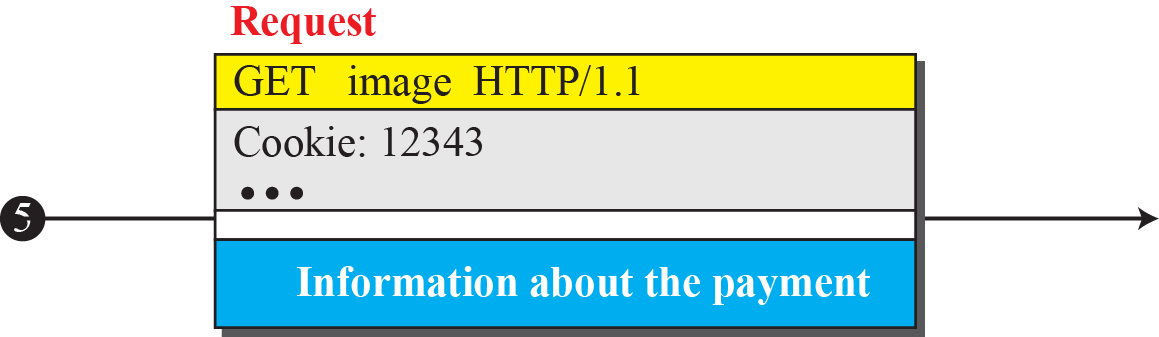 Request
GET image HTTP/1.1
Cookie: 12343
•••
5
Information about the payment